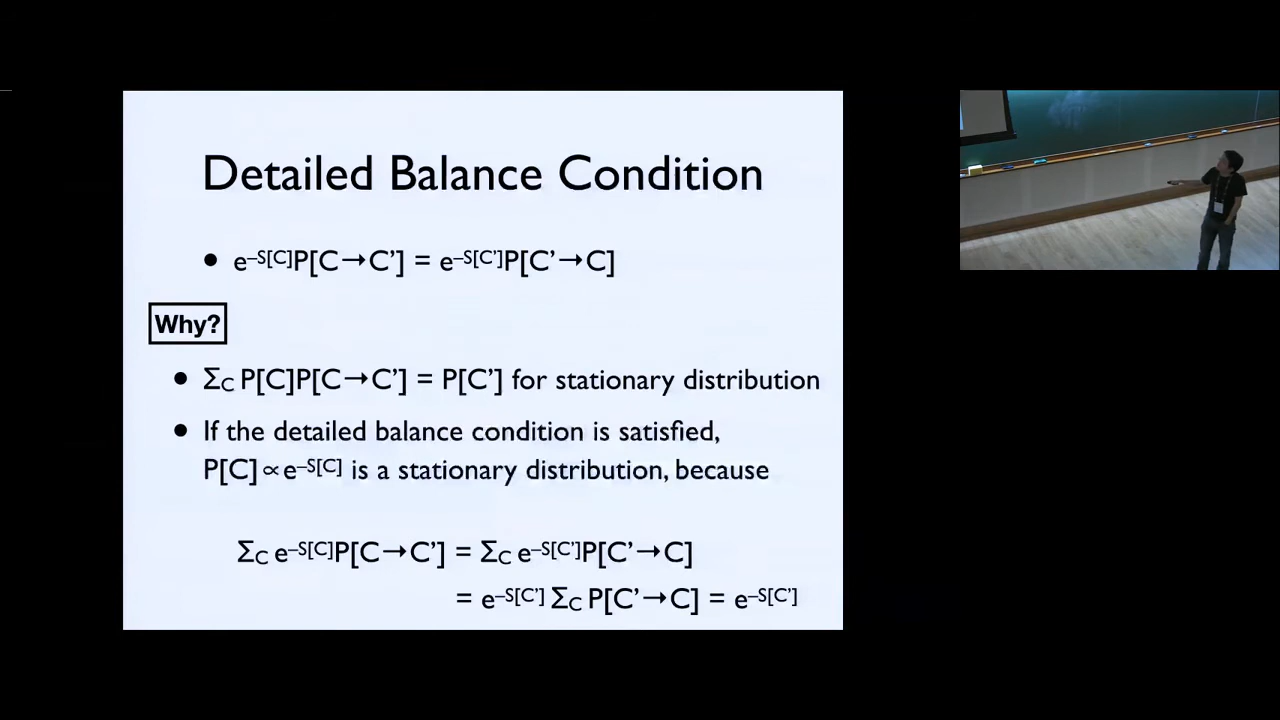 Detailed Balance Condition
• e–S[C]P[C→C’] = e–S[C’]P[C’→C]
Why?
• ΣC P[C]P[C→C’] = P[C’] for stationary distribution
• If the detailed balance condition is satisfied,
P[C]∝e–S[C] is a stationary distribution, because
ΣC e–S[C]P[C→C’] = ΣC e–S[C’]P[C’→C]
= e–S[C’] ΣC P[C’→C] = e–S[C’]